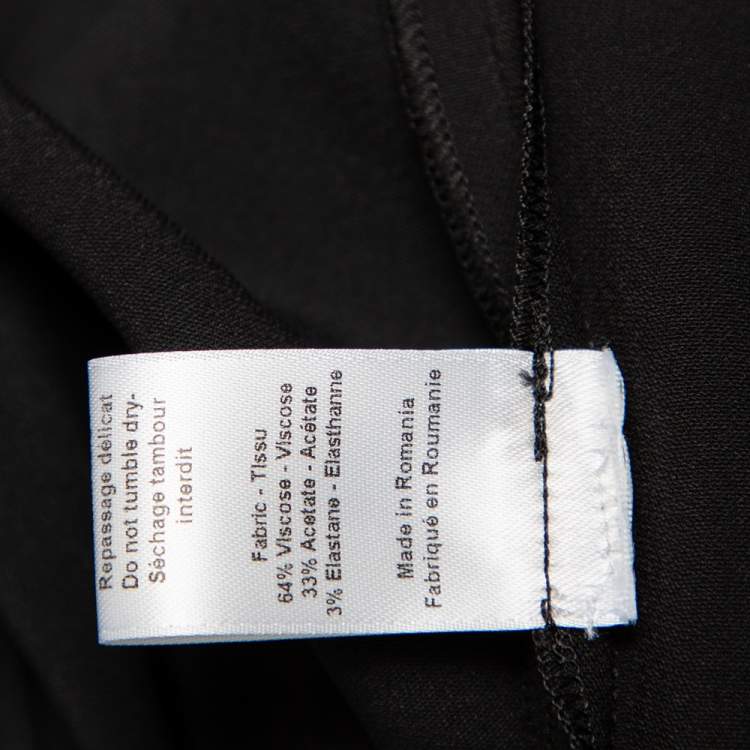 Repassage délicat
Do not tumble dry-
Séchage tambour
interdit
Fabric - Tissu
64% Viscose - Viscose
33% Acetate - Acétate
3% Elastane - Elasthanne
Made in Romania
Fabriqué en Roumanie